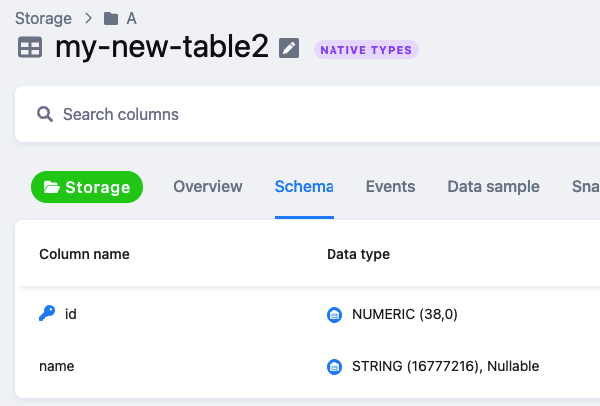 Storage > A
my-new-table2 NATIVE TYPES
Search columns
Storage Overview Schema Events Data sample Sna
Column name Data type
id NUMERIC (38,0)
name STRING (16777216), Nullable